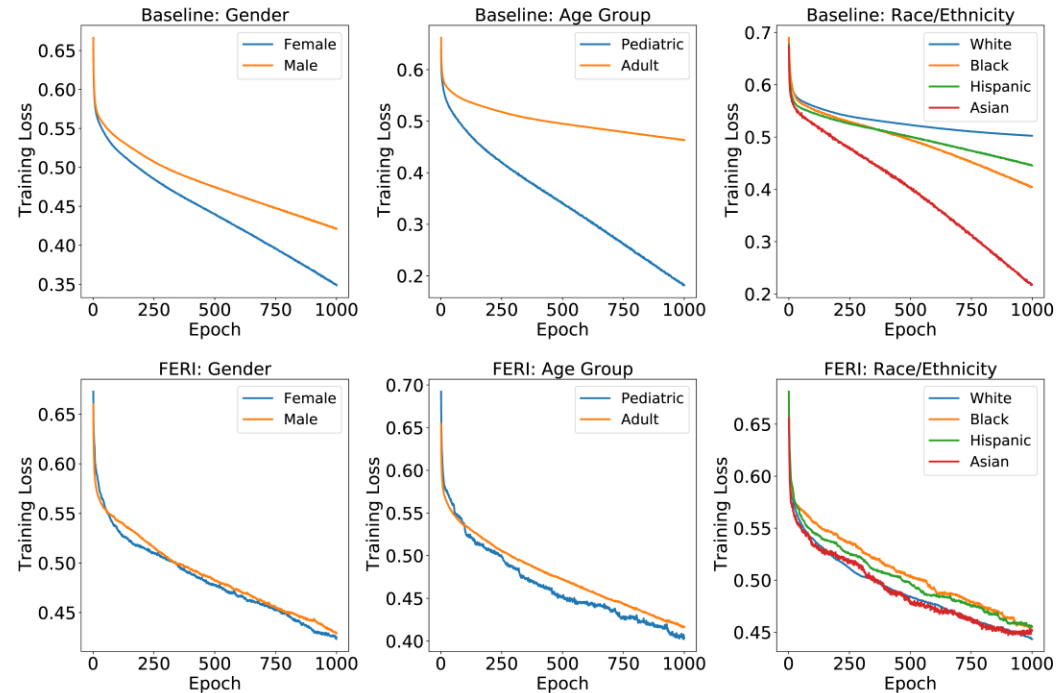 Baseline: Gender
Training Loss
0.65
0.60
0.55
0.50
0.45
0.40
0.35
0
250
500
750
1000
Epoch
Female
Male
Baseline: Age Group
Training Loss
0.6
0.5
0.4
0.3
0.2
0
250
500
750
1000
Epoch
Pediatric
Adult
Baseline: Race/Ethnicity
Training Loss
0.7
0.6
0.5
0.4
0.3
0.2
0
250
500
750
1000
Epoch
White
Black
Hispanic
Asian
FERI: Gender
Training Loss
0.65
0.60
0.55
0.50
0.45
0
250
500
750
1000
Epoch
Female
Male
FERI: Age Group
Training Loss
0.70
0.65
0.60
0.55
0.50
0.45
0.40
0
250
500
750
1000
Epoch
Pediatric
Adult
FERI: Race/Ethnicity
Training Loss
0.65
0.60
0.55
0.50
0.45
0
250
500
750
1000
Epoch
White
Black
Hispanic
Asian